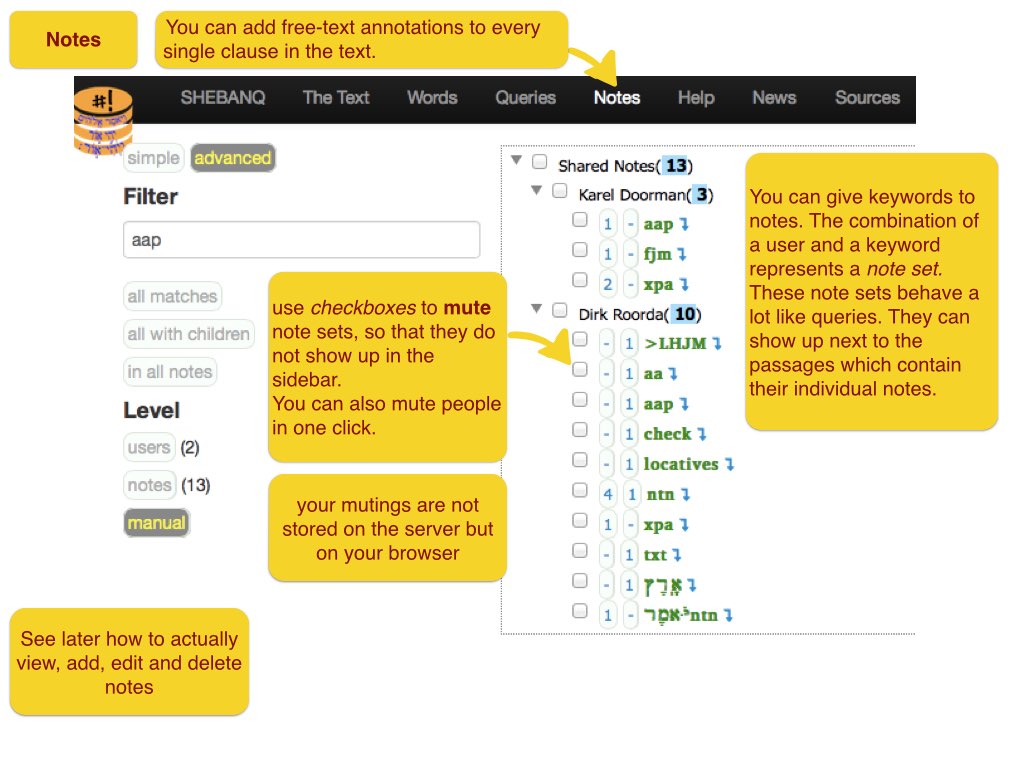 Notes
You can add free-text annotations to every
single clause in the text.
#!
SHEBANQ The Text Words Queries Notes Help News Sources
simple advanced
Filter
aap
all matches
all with children
in all notes
Level
users (2)
notes (13)
manual
Shared Notes(13)
Karel Doorman(3)
1 - aap ↴
1 - fjm ↴
2 - xpa ↴
Dirk Roorda(10)
- 1 >LHJM ↴
- 1 aa ↴
- 1 aap ↴
- 1 check ↴
- 1 locatives ↴
4 1 ntn ↴
1 - xpa ↴
- 1 txt ↴
- 1 ↴
1 - ntn ↴
use checkboxes to mute
note sets, so that they do
not show up in the
sidebar.
You can also mute people
in one click.
your mutings are not
stored on the server but
on your browser
You can give keywords to
notes. The combination of
a user and a keyword
represents a note set.
These note sets behave a
lot like queries. They can
show up next to the
passages which contain
their individual notes.
See later how to actually
view, add, edit and delete
notes